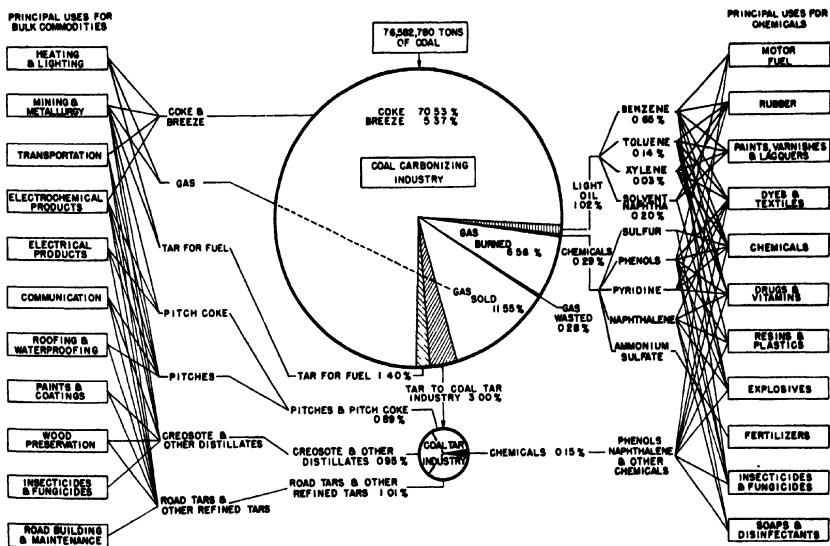 PRINCIPAL USES FOR
BULK COMMODITIES
HEATING
& LIGHTING
MINING &
METALLURGY
TRANSPORTATION
ELECTROCHEMICAL
PRODUCTS
ELECTRICAL
PRODUCTS
COMMUNICATION
ROOFING &
WATERPROOFING
PAINTS &
COATINGS
WOOD
PRESERVATION
INSECTICIDES
& FUNGICIDES
ROAD BUILDING
& MAINTENANCE
COKE &
BREEZE
GAS
TAR FOR FUEL
PITCH COKE
PITCHES
CREOSOTE &
OTHER DISTILLATES
ROAD TARS &
OTHER REFINED TARS
76,582,780 TONS
OF COAL
COKE 70.53%
BREEZE 5.37%
COAL CARBONIZING
INDUSTRY
GAS
BURNED
6.56%
GAS
SOLD
11.55%
GAS
WASTED
0.28%
TAR FOR FUEL 1.40%
TAR TO COAL TAR
INDUSTRY 3.00%
PITCHES & PITCH COKE
0.89%
CREOSOTE & OTHER
DISTILLATES 0.95%
ROAD TARS & OTHER
REFINED TARS 1.01%
COAL TAR
INDUSTRY
CHEMICALS 0.15%
LIGHT
OIL
1.02%
CHEMICALS
0.29%
BENZENE
0.65%
TOLUENE
0.14%
XYLENE
0.03%
SOLVENT
NAPHTHA
0.20%
SULFUR
PHENOLS
PYRIDINE
NAPHTHALENE
AMMONIUM
SULFATE
PHENOLS
NAPHTHALENE
& OTHER
CHEMICALS
PRINCIPAL USES FOR
CHEMICALS
MOTOR
FUEL
RUBBER
PAINTS, VARNISHES
& LACQUERS
DYES &
TEXTILES
CHEMICALS
DRUGS &
VITAMINS
RESINS &
PLASTICS
EXPLOSIVES
FERTILIZERS
INSECTICIDES
& FUNGICIDES
SOAPS &
DISINFECTANTS